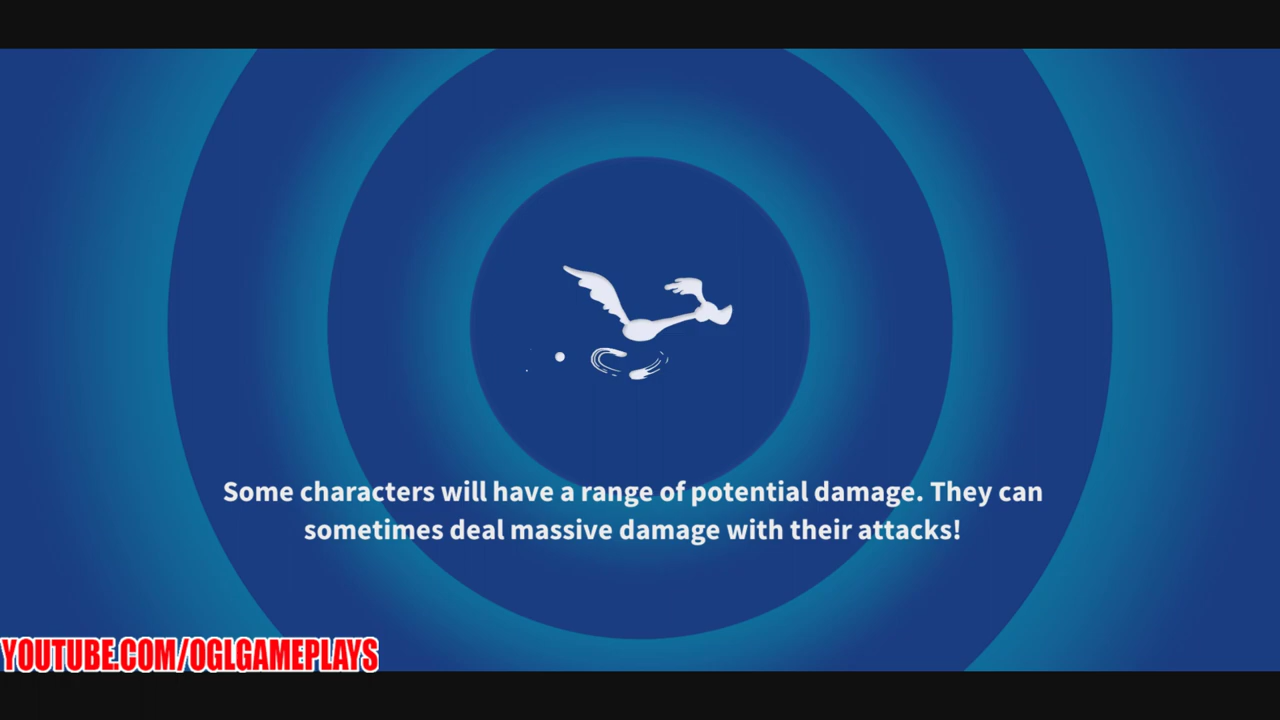 Some characters will have a range of potential damage. They can
sometimes deal massive damage with their attacks!
YOUTUBE.COM/OGLGAMEPLAYS